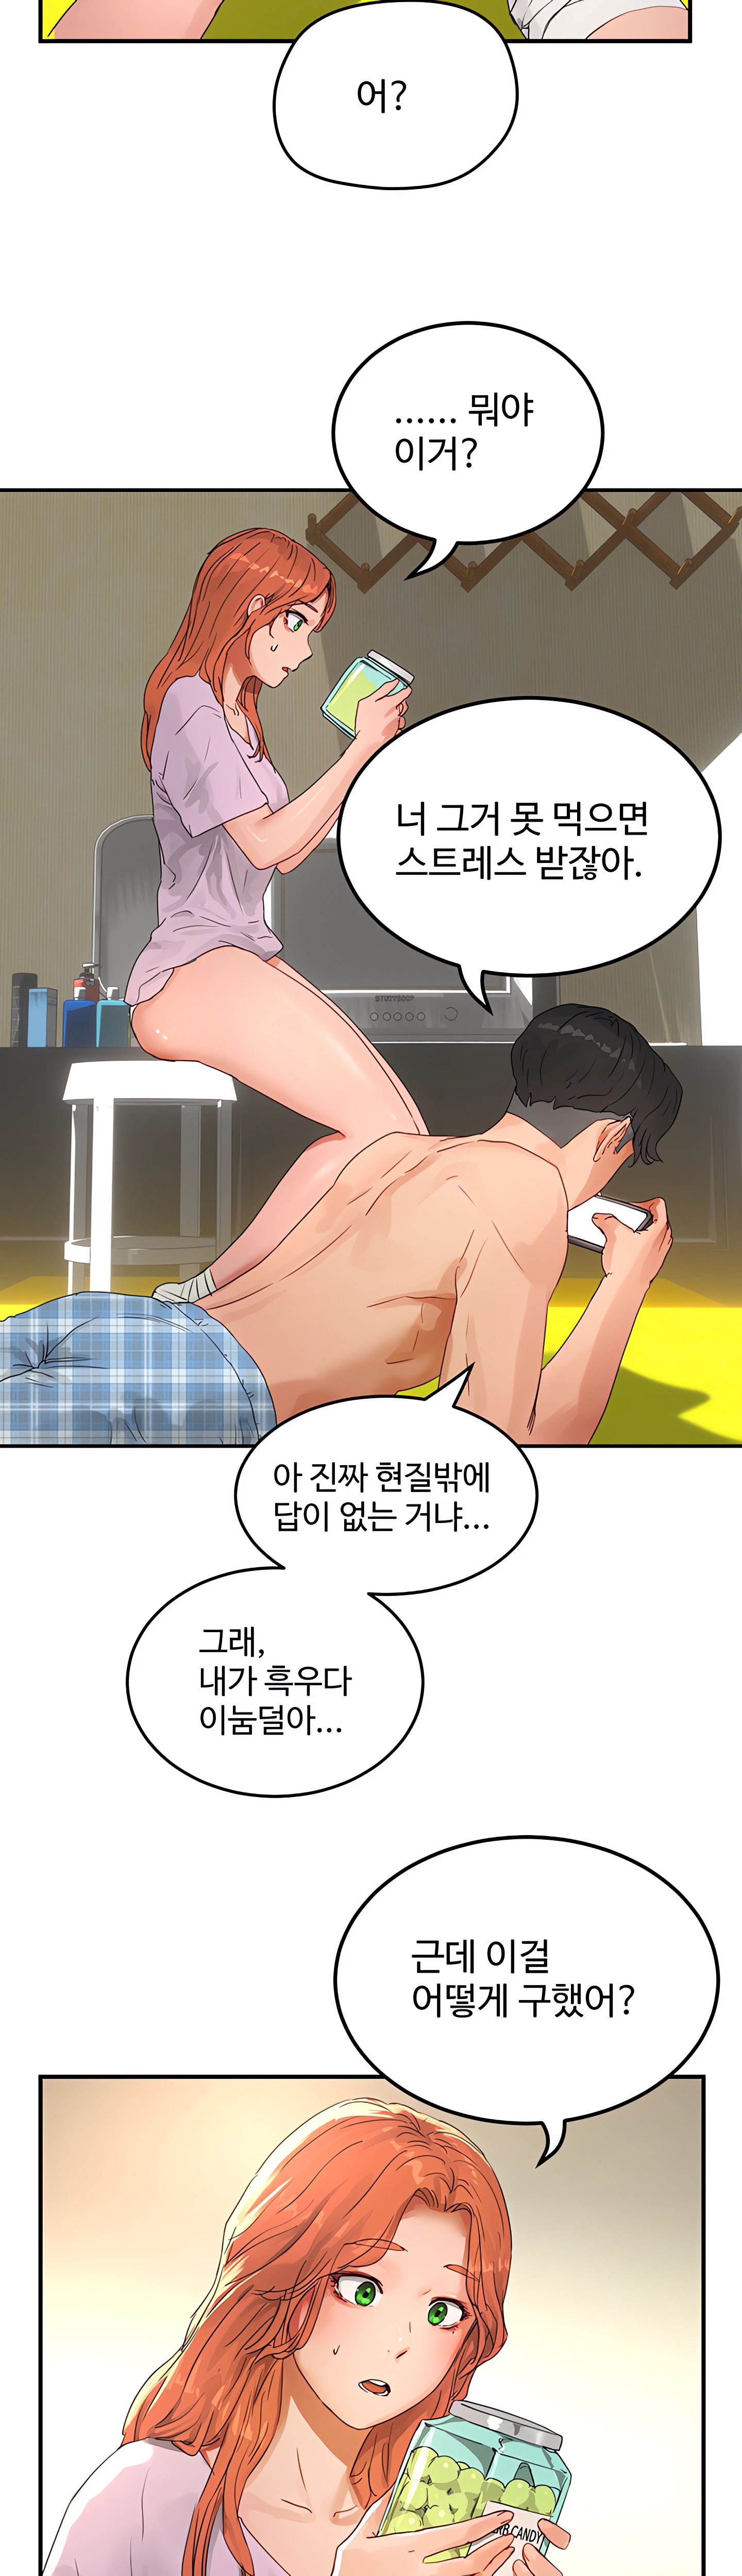 어?
...... 뭐야
이거?
너 그거 못 먹으면
스트레스 받잖아.
아 진짜 현질밖에
답이 없는 거냐...
그래,
내가 흑우다
이눔덜아...
근데 이걸
어떻게 구했어?
CANDY